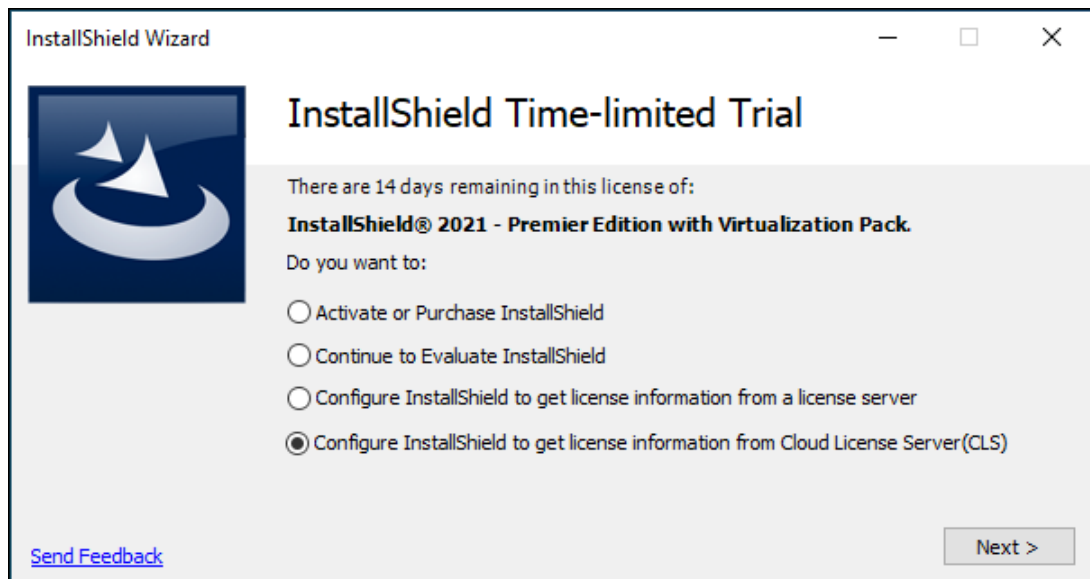 InstallShield Wizard
InstallShield Time-limited Trial
There are 14 days remaining in this license of:
InstallShield® 2021 - Premier Edition with Virtualization Pack.
Do you want to:
Activate or Purchase InstallShield
Continue to Evaluate InstallShield
Configure InstallShield to get license information from a license server
Configure InstallShield to get license information from Cloud License Server(CLS)
Send Feedback
Next >